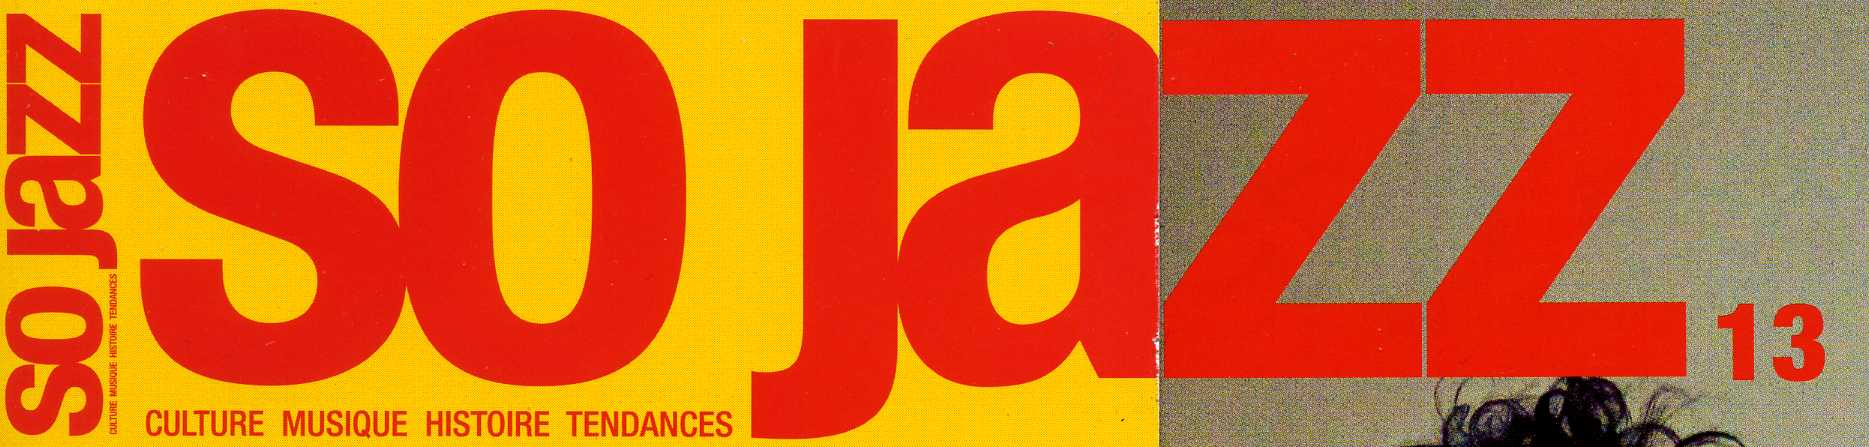 so jazz
CULTURE MUSIQUE HISTOIRE TENDANCES
so jazz
13
CULTURE MUSIQUE HISTOIRE TENDANCES